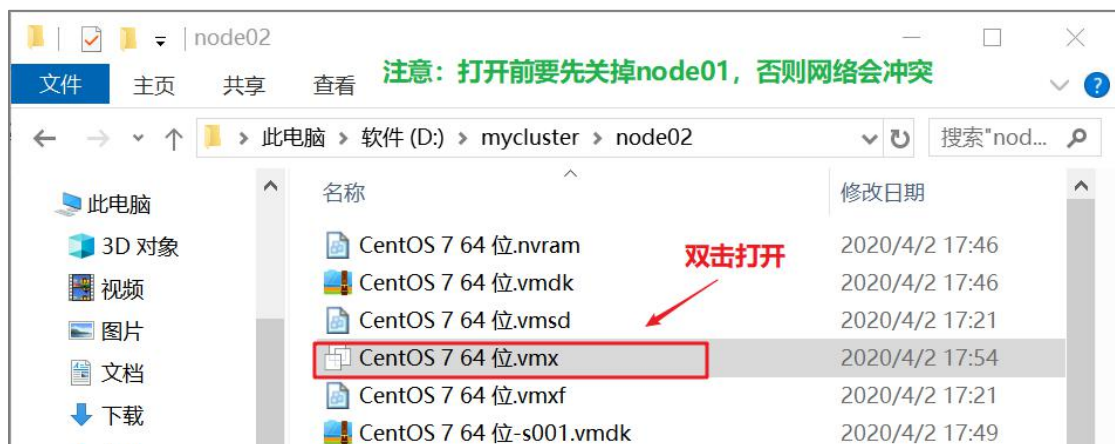 node02
文件 主页 共享 查看
注意：打开前要先关掉node01，否则网络会冲突
此电脑 > 软件 (D:) > mycluster > node02
搜索"nod...
名称 修改日期
此电脑
3D 对象
视频
图片
文档
下载
CentOS 7 64 位.nvram 2020/4/2 17:46
双击打开
CentOS 7 64 位.vmdk 2020/4/2 17:46
CentOS 7 64 位.vmsd 2020/4/2 17:21
CentOS 7 64 位.vmx 2020/4/2 17:54
CentOS 7 64 位.vmxf 2020/4/2 17:21
CentOS 7 64 位-s001.vmdk 2020/4/2 17:49